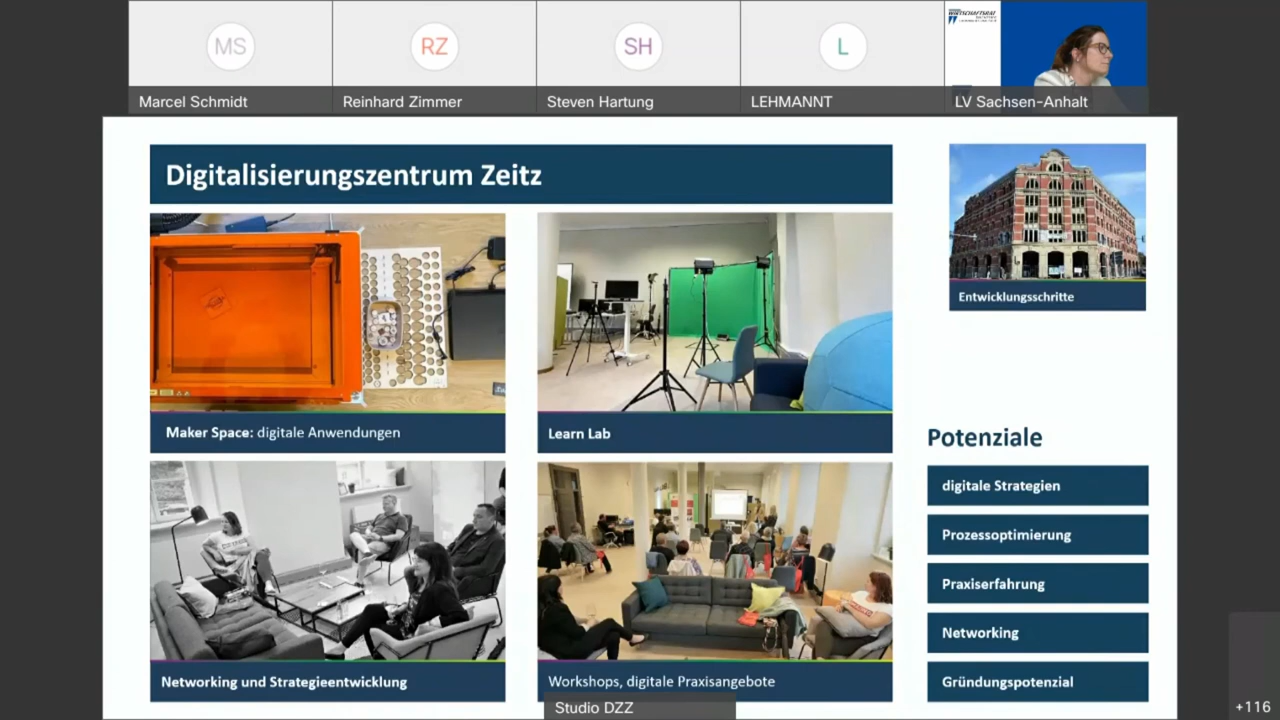 MS
RZ
SH
L
WIRTSCHAFTSRAT
Marcel Schmidt
Reinhard Zimmer
Steven Hartung
LEHMANNT
LV Sachsen-Anhalt
Digitalisierungszentrum Zeitz
Entwicklungsschritte
Maker Space: digitale Anwendungen
Learn Lab
Potenziale
digitale Strategien
Prozessoptimierung
Praxiserfahrung
Networking
Gründungspotenzial
Networking und Strategieentwicklung
Workshops, digitale Praxisangebote
Studio DZZ
+116